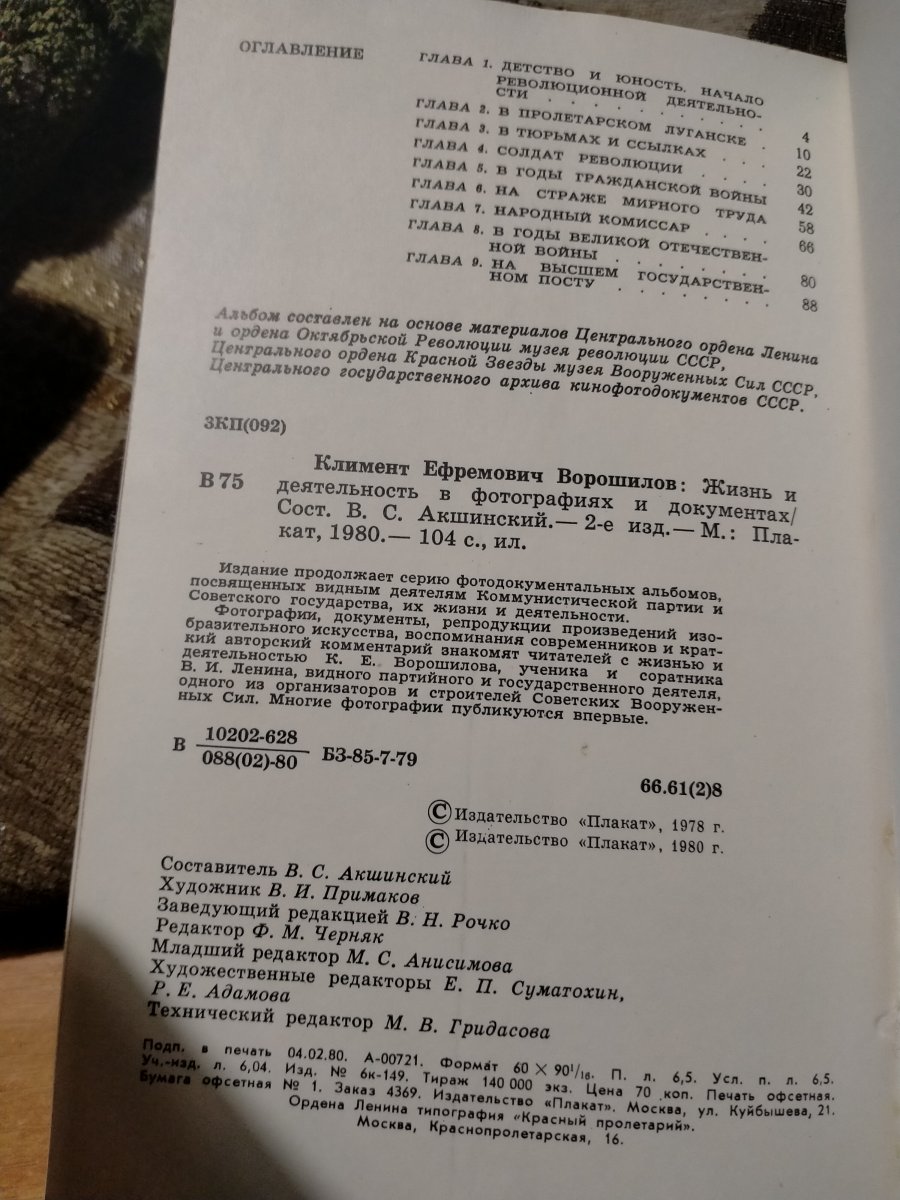 ОГЛАВЛЕНИЕ
ГЛАВА 1. ДЕТСТВО И ЮНОСТЬ. НАЧАЛО
РЕВОЛЮЦИОННОЙ ДЕЯТЕЛЬНО-
СТИ . . . . . . . . . . 4
ГЛАВА 2. В ПРОЛЕТАРСКОМ ЛУГАНСКЕ . 10
ГЛАВА 3. В ТЮРЬМАХ И ССЫЛКАХ . . . 22
ГЛАВА 4. СОЛДАТ РЕВОЛЮЦИИ . . . . 30
ГЛАВА 5. В ГОДЫ ГРАЖДАНСКОЙ ВОЙНЫ 42
ГЛАВА 6. НА СТРАЖЕ МИРНОГО ТРУДА 58
ГЛАВА 7. НАРОДНЫЙ КОМИССАР . . . . 66
ГЛАВА 8. В ГОДЫ ВЕЛИКОЙ ОТЕЧЕСТВЕН-
НОЙ ВОЙНЫ . . . . . . . 80
ГЛАВА 9. НА ВЫСШЕМ ГОСУДАРСТВЕН-
НОМ ПОСТУ . . . . . . . 88
Альбом составлен на основе материалов Центрального ордена Ленина
и ордена Октябрьской Революции музея революции СССР,
Центрального ордена Красной Звезды музея Вооруженных Сил СССР,
Центрального государственного архива кинофотодокументов СССР.
3КП(092)
В 75
Климент Ефремович Ворошилов: Жизнь и
деятельность в фотографиях и документах/
Сост. В. С. Акшинский.— 2-е изд.— М.: Пла-
кат, 1980.— 104 с., ил.
Издание продолжает серию фотодокументальных альбомов,
посвященных видным деятелям Коммунистической партии и
Советского государства, их жизни и деятельности.
Фотографии, документы, репродукции произведений изо-
бразительного искусства, воспоминания современников и крат-
кий авторский комментарий знакомят читателей с жизнью и
деятельностью К. Е. Ворошилова, ученика и соратника
В. И. Ленина, видного партийного и государственного деятеля,
одного из организаторов и строителей Советских Вооружен-
ных Сил. Многие фотографии публикуются впервые.
В 10202-628
088(02)-80 БЗ-85-7-79
66.61(2)8
© Издательство «Плакат», 1978 г.
© Издательство «Плакат», 1980 г.
Составитель В. С. Акшинский
Художник В. И. Примаков
Заведующий редакцией В. Н. Рочко
Редактор Ф. М. Черняк
Младший редактор М. С. Анисимова
Художественные редакторы Е. П. Суматохин,
Р. Е. Адамова
Технический редактор М. В. Гридасова
Подп. в печать 04.02.80. А-00721. Формат 60 × 90¹/₁₆. П. л. 6,5. Усл. п. л. 6,5.
Уч.-изд. л. 6,04. Изд. № 6к-149. Тираж 140 000 экз. Цена 70 коп. Печать офсетная.
Бумага офсетная № 1. Заказ 4369. Издательство «Плакат». Москва, ул. Куйбышева, 21.
Ордена Ленина типография «Красный пролетарий».
Москва, Краснопролетарская, 16.